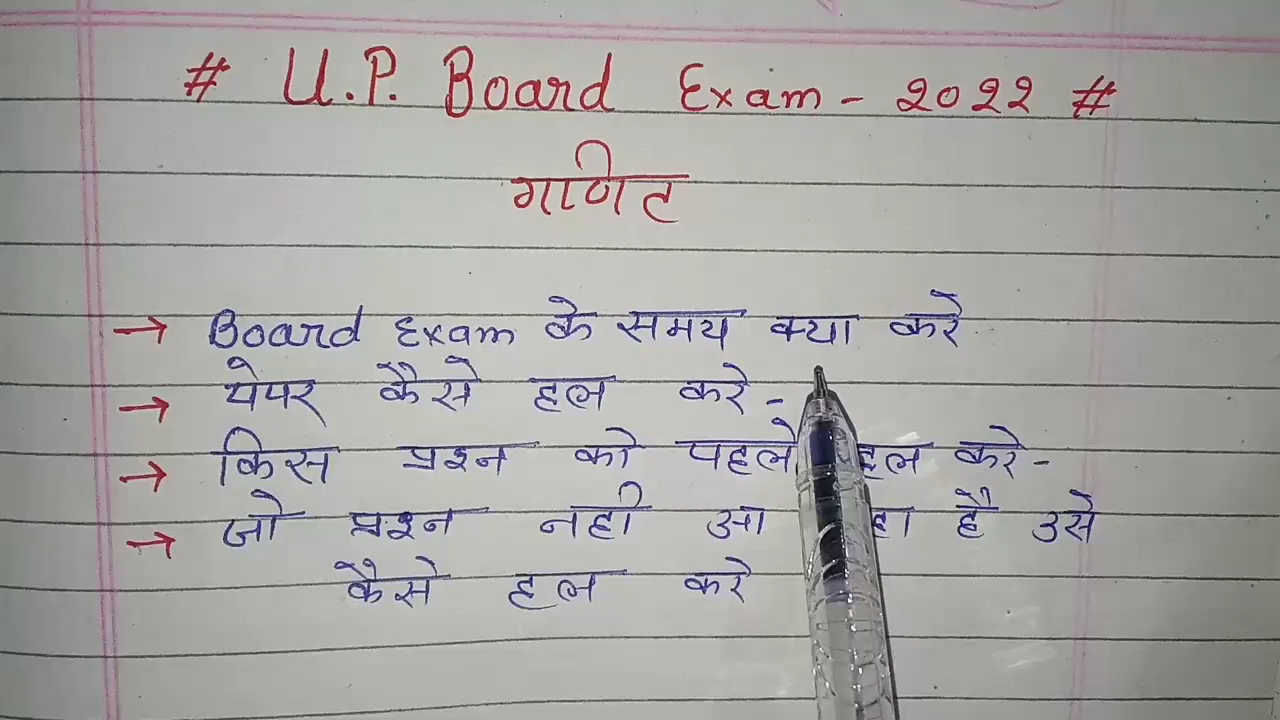 # U.P. Board Exam - 2022 #
गणित
→ Board Exam के समय क्या करे
→ पेपर कैसे हल करे -
→ किस प्रश्न को पहले हल करे -
→ जो प्रश्न नही आ हा है उसे
कैसे हल करे